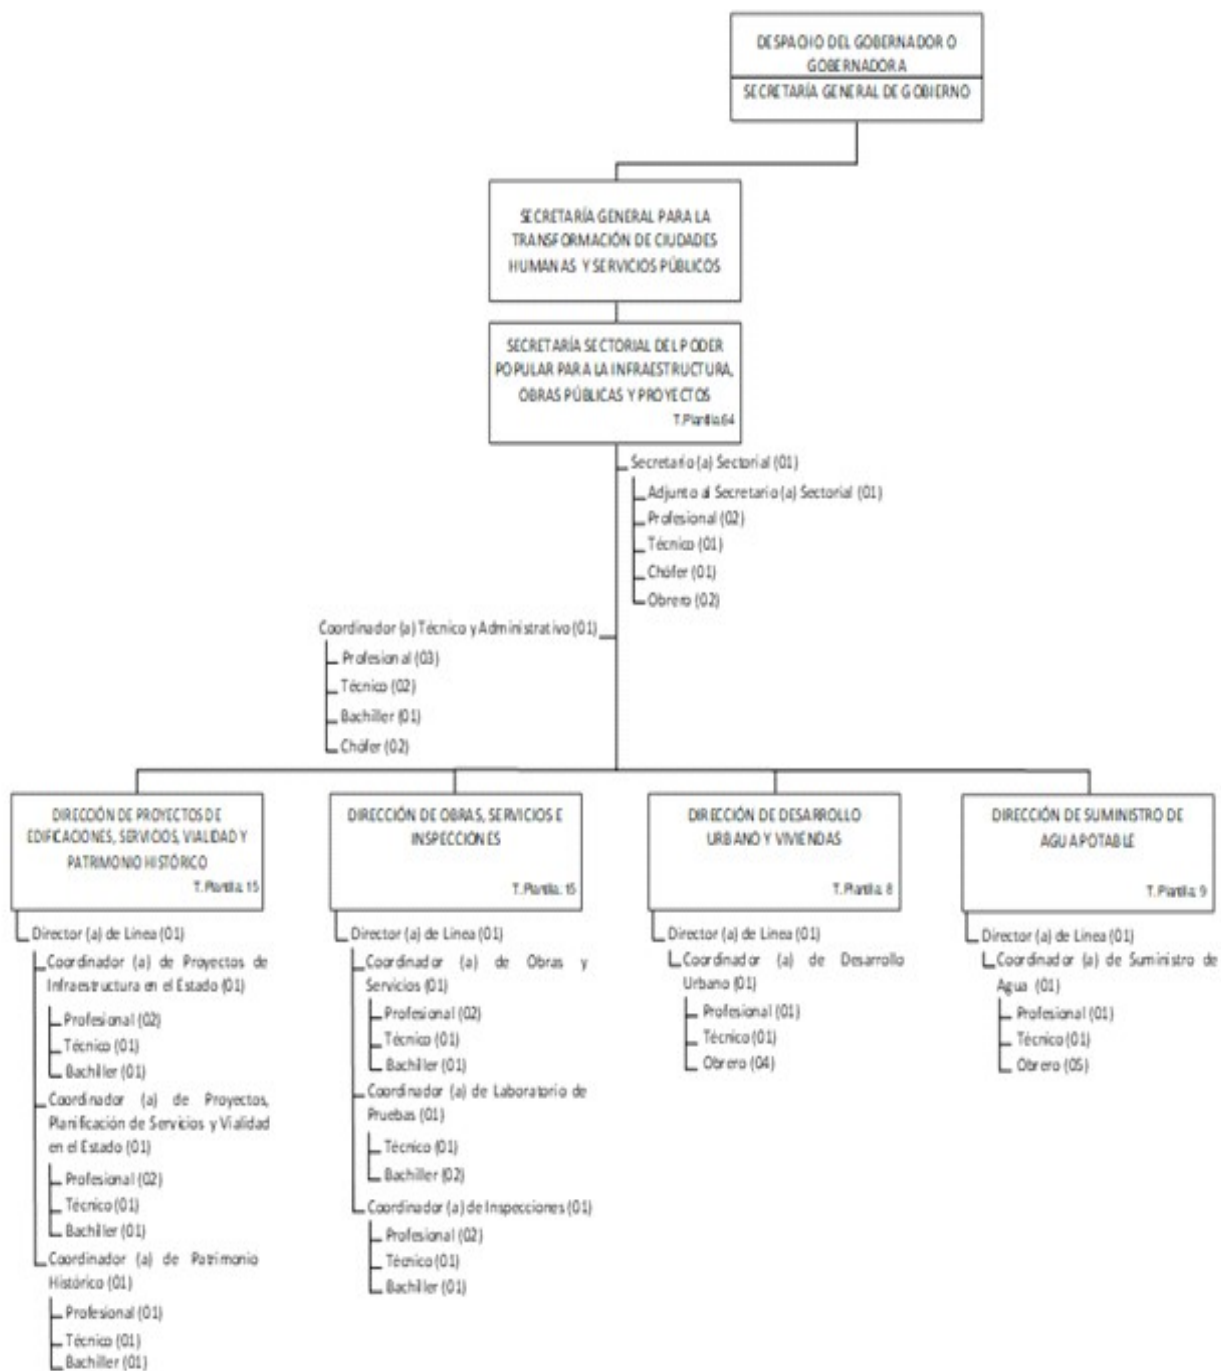 DESPACHO DEL GOBERNADOR O
GOBERNADORA
SECRETARÍA GENERAL DE GOBIERNO
SECRETARÍA GENERAL PARA LA
TRANSFORMACIÓN DE CIUDADES
HUMANAS Y SERVICIOS PÚBLICOS
SECRETARÍA SECTORIAL DEL PODER
POPULAR PARA LA INFRAESTRUCTURA,
OBRAS PÚBLICAS Y PROYECTOS
T.Plantilla:64
Secretario (a) Sectorial (01)
Adjunto al Secretario (a) Sectorial (01)
Profesional (02)
Técnico (01)
Chófer (01)
Obrero (02)
Coordinador (a) Técnico y Administrativo (01)
Profesional (03)
Técnico (02)
Bachiller (01)
Chófer (02)
DIRECCIÓN DE PROYECTOS DE
EDIFICACIONES, SERVICIOS, VIALIDAD Y
PATRIMONIO HISTÓRICO
T. Plantilla: 15
Director (a) de Línea (01)
Coordinador (a) de Proyectos de
Infraestructura en el Estado (01)
Profesional (02)
Técnico (01)
Bachiller (01)
Coordinador (a) de Proyectos,
Planificación de Servicios y Vialidad
en el Estado (01)
Profesional (02)
Técnico (01)
Bachiller (01)
Coordinador (a) de Patrimonio
Histórico (01)
Profesional (01)
Técnico (01)
Bachiller (01)
DIRECCIÓN DE OBRAS, SERVICIOS E
INSPECCIONES
T. Plantilla: 15
Director (a) de Línea (01)
Coordinador (a) de Obras y
Servicios (01)
Profesional (02)
Técnico (01)
Bachiller (01)
Coordinador (a) de Laboratorio de
Pruebas (01)
Técnico (01)
Bachiller (02)
Coordinador (a) de Inspecciones (01)
Profesional (02)
Técnico (01)
Bachiller (01)
DIRECCIÓN DE DESARROLLO
URBANO Y VIVIENDAS
T. Plantilla: 8
Director (a) de Línea (01)
Coordinador (a) de Desarrollo
Urbano (01)
Profesional (01)
Técnico (01)
Obrero (04)
DIRECCIÓN DE SUMINISTRO DE
AGUA POTABLE
T. Plantilla: 9
Director (a) de Línea (01)
Coordinador (a) de Suministro de
Agua (01)
Profesional (01)
Técnico (01)
Obrero (05)